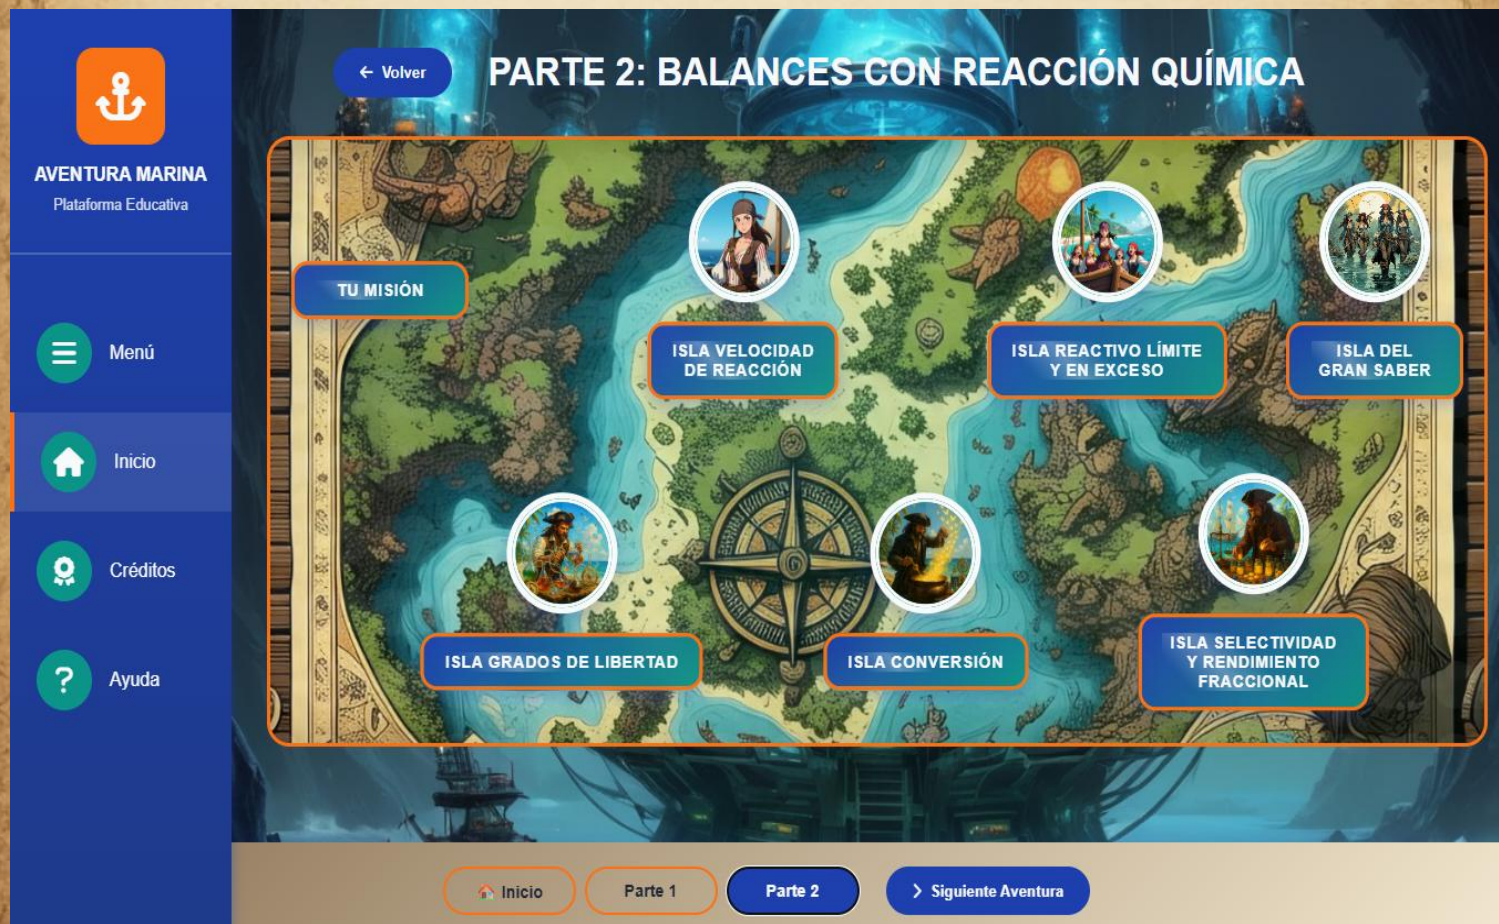 AVENTURA MARINA
Plataforma Educativa
Menú
Inicio
Créditos
Ayuda
← Volver
PARTE 2: BALANCES CON REACCIÓN QUÍMICA
TU MISIÓN
ISLA VELOCIDAD
DE REACCIÓN
ISLA REACTIVO LÍMITE
Y EN EXCESO
ISLA DEL
GRAN SABER
ISLA GRADOS DE LIBERTAD
ISLA CONVERSIÓN
ISLA SELECTIVIDAD
Y RENDIMIENTO
FRACCIONAL
Inicio
Parte 1
Parte 2
Siguiente Aventura